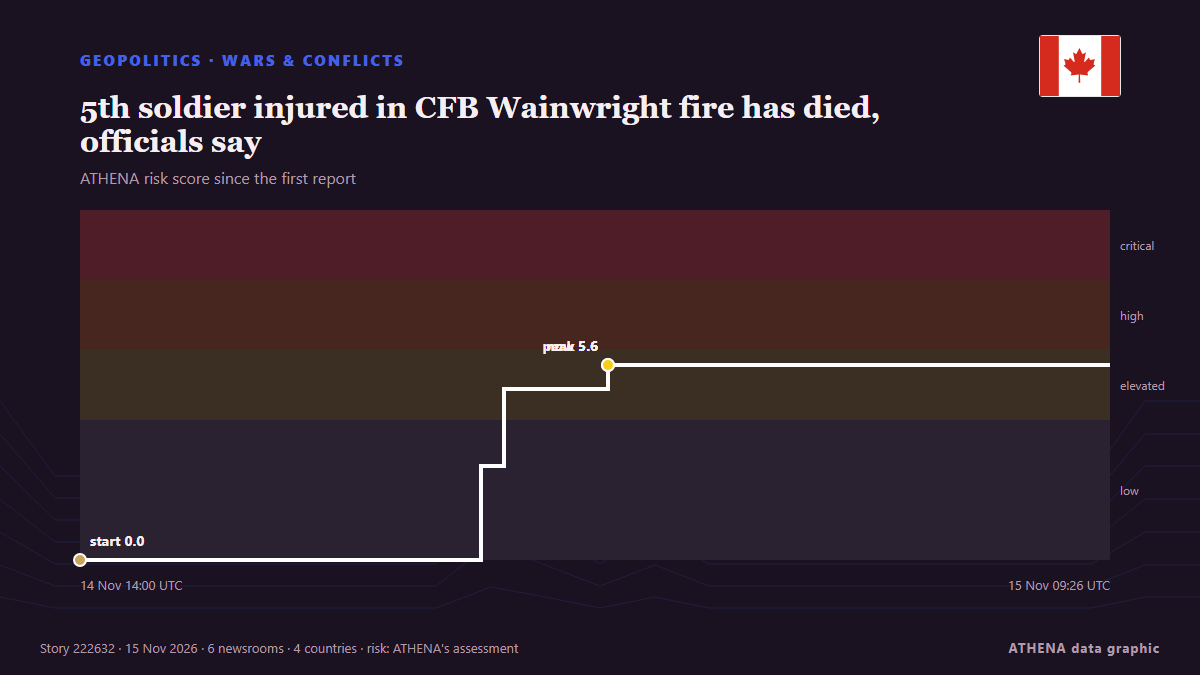 GEOPOLITICS · WARS & CONFLICTS
5th soldier injured in CFB Wainwright fire has died,
officials say
ATHENA risk score since the first report
critical
high
5.6
elevated
low
start 0.0
14 Nov 14:00 UTC
15 Nov 09:26 UTC
Story 222632 · 15 Nov 2026 · 6 newsrooms · 4 countries · risk: ATHENA's assessment
ATHENA data graphic